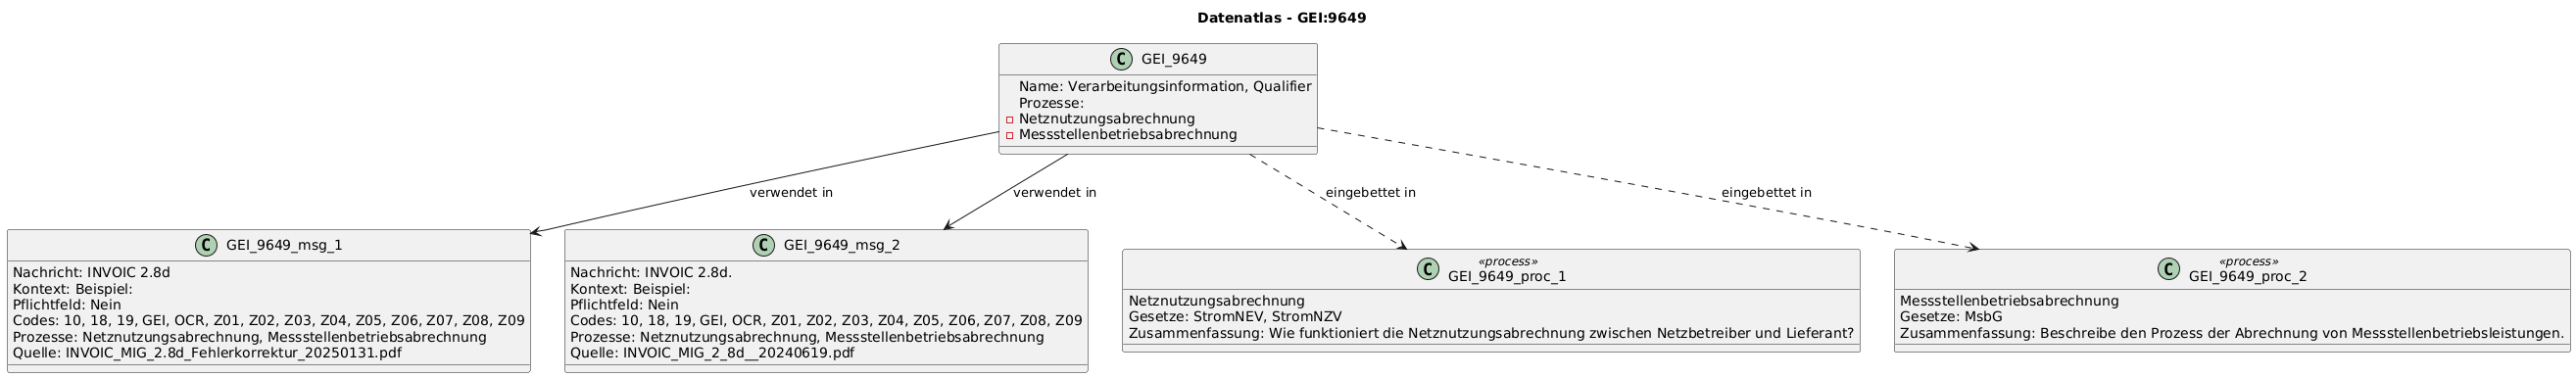 Datenatlas - GEI:9649
C GEI_9649
Name: Verarbeitungsinformation, Qualifier
Prozesse:
Netznutzungsabrechnung
Messstellenbetriebsabrechnung
verwendet in
verwendet in
eingebettet in
eingebettet in
C GEI_9649_msg_1
Nachricht: INVOIC 2.8d
Kontext: Beispiel:
Pflichtfeld: Nein
Codes: 10, 18, 19, GEI, OCR, Z01, Z02, Z03, Z04, Z05, Z06, Z07, Z08, Z09
Prozesse: Netznutzungsabrechnung, Messstellenbetriebsabrechnung
Quelle: INVOIC_MIG_2.8d_Fehlerkorrektur_20250131.pdf
C GEI_9649_msg_2
Nachricht: INVOIC 2.8d.
Kontext: Beispiel:
Pflichtfeld: Nein
Codes: 10, 18, 19, GEI, OCR, Z01, Z02, Z03, Z04, Z05, Z06, Z07, Z08, Z09
Prozesse: Netznutzungsabrechnung, Messstellenbetriebsabrechnung
Quelle: INVOIC_MIG_2_8d__20240619.pdf
«process»
C GEI_9649_proc_1
Netznutzungsabrechnung
Gesetze: StromNEV, StromNZV
Zusammenfassung: Wie funktioniert die Netznutzungsabrechnung zwischen Netzbetreiber und Lieferant?
«process»
C GEI_9649_proc_2
Messstellenbetriebsabrechnung
Gesetze: MsbG
Zusammenfassung: Beschreibe den Prozess der Abrechnung von Messstellenbetriebsleistungen.